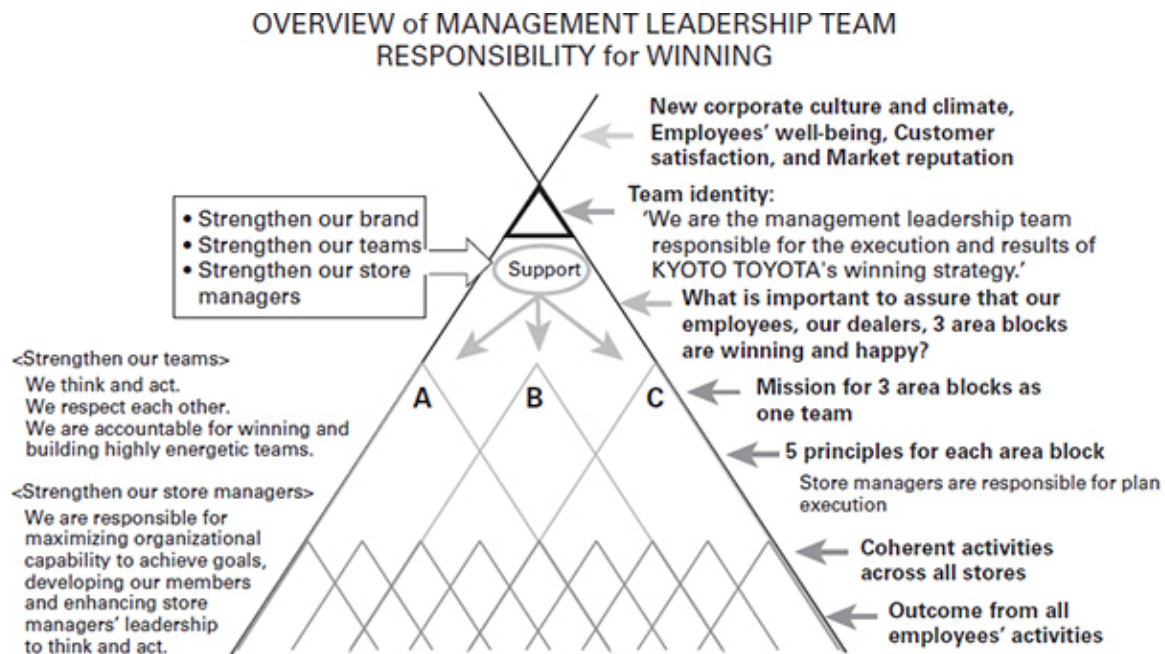 OVERVIEW of MANAGEMENT LEADERSHIP TEAM
RESPONSIBILITY for WINNING
New corporate culture and climate,
Employees' well-being, Customer
satisfaction, and Market reputation
Team identity:
'We are the management leadership team
responsible for the execution and results of
KYOTO TOYOTA's winning strategy.'
• Strengthen our brand
• Strengthen our teams
• Strengthen our store
managers
Support
What is important to assure that our
employees, our dealers, 3 area blocks
are winning and happy?
<Strengthen our teams>
We think and act.
We respect each other.
We are accountable for winning and
building highly energetic teams.
A
B
C
Mission for 3 area blocks as
one team
5 principles for each area block
Store managers are responsible for plan
execution
<Strengthen our store managers>
We are responsible for
maximizing organizational
capability to achieve goals,
developing our members
and enhancing store
managers' leadership
to think and act.
Coherent activities
across all stores
Outcome from all
employees' activities